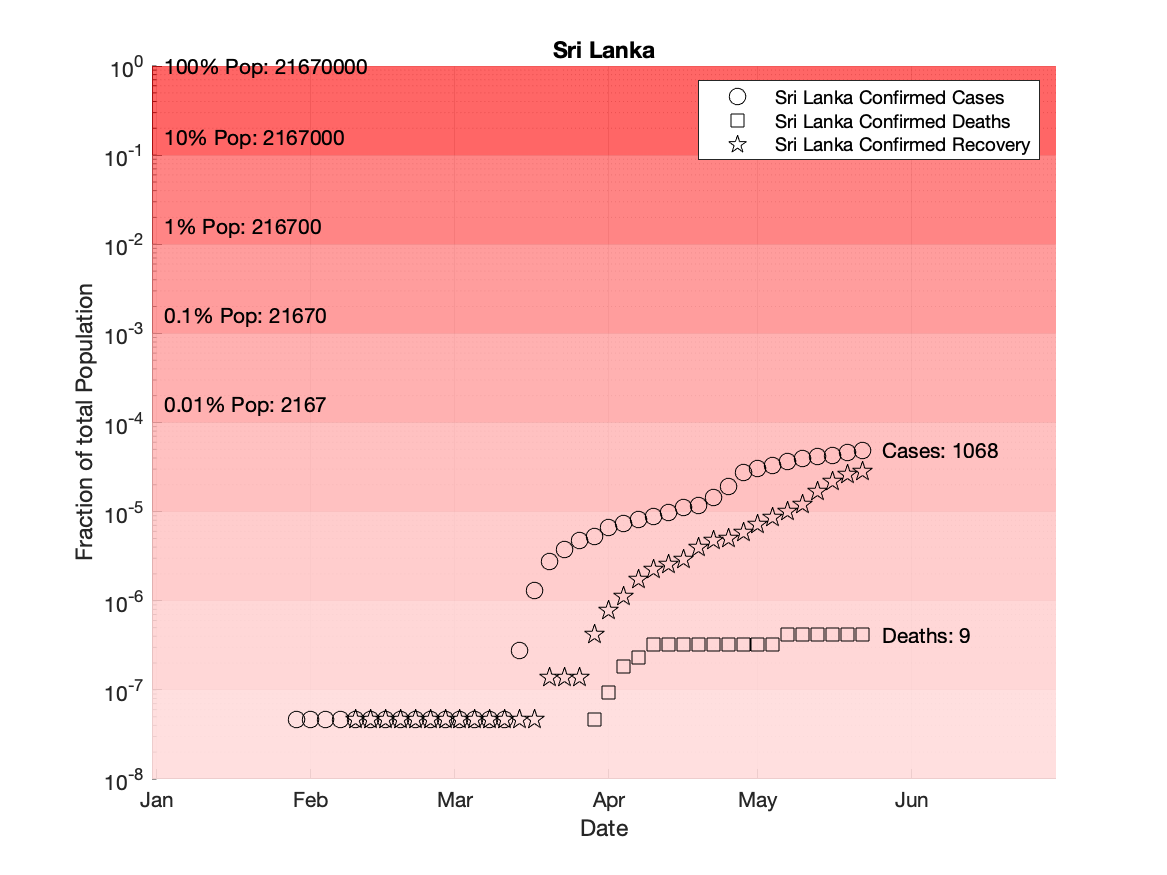 Sri Lanka
10^0
100% Pop: 21670000
Sri Lanka Confirmed Cases
Sri Lanka Confirmed Deaths
Sri Lanka Confirmed Recovery
10% Pop: 2167000
10^-1
1% Pop: 216700
10^-2
0.1% Pop: 21670
10^-3
0.01% Pop: 2167
10^-4
Cases: 1068
10^-5
10^-6
Deaths: 9
10^-7
10^-8
Fraction of total Population
Jan Feb Mar Apr May Jun
Date